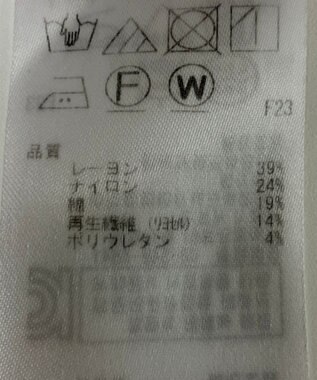 F W
F23
品質
レーヨン 39%
ナイロン 24%
綿 19%
再生繊維 (リヨセル) 14%
ポリウレタン 4%